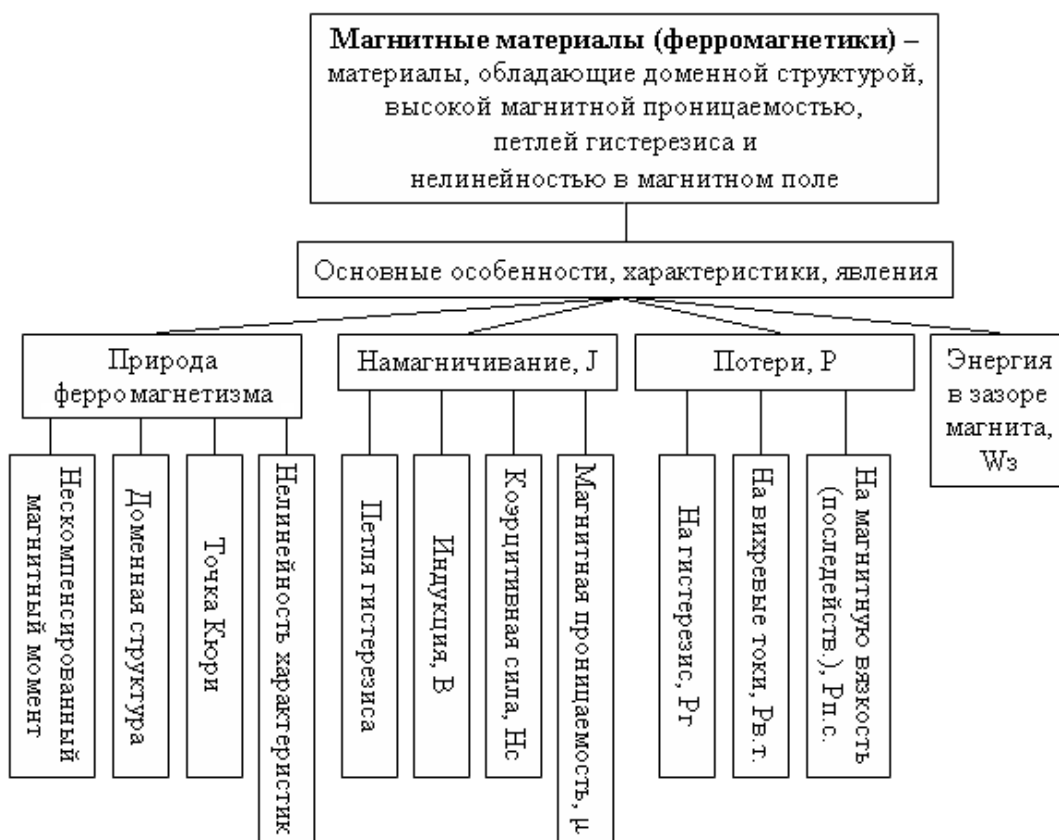 Магнитные материалы (ферромагнетики) –
материалы, обладающие доменной структурой,
высокой магнитной проницаемостью,
петлей гистерезиса и
нелинейностью в магнитном поле
Основные особенности, характеристики, явления
Природа
ферромагнетизма
Намагничивание, J
Потери, P
Энергия
в зазоре
магнита,
Wз
Нескомпенсированный
магнитный момент
Доменная структура
Точка Кюри
Нелинейность характеристик
Петля гистерезиса
Индукция, B
Коэрцитивная сила, Hc
Магнитная проницаемость, μ
На гистерезис, Pг
На вихревые токи, Pв.т.
На магнитную вязкость
(последейств.), Pп.с.